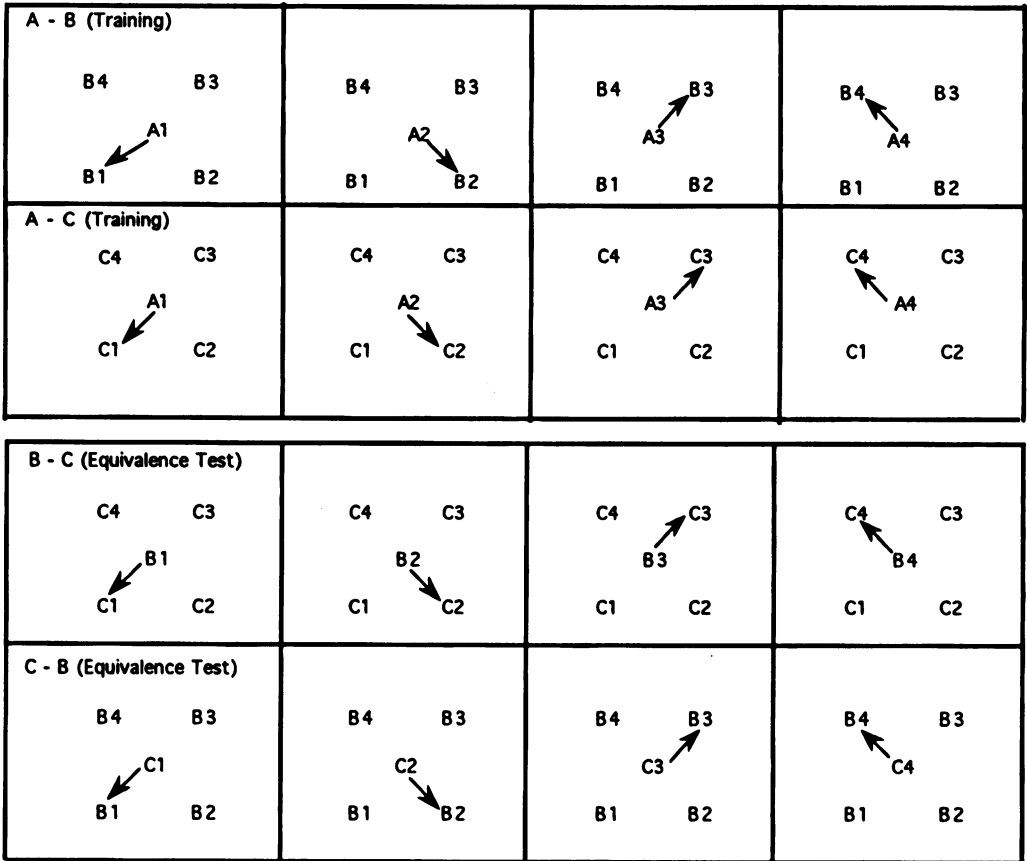 A - B (Training)
B4 B3 B4 B3 B4 B3 B4 B3
A1 A2 A3 A4
B1 B2 B1 B2 B1 B2 B1 B2
A - C (Training)
C4 C3 C4 C3 C4 C3 C4 C3
A1 A2 A3 A4
C1 C2 C1 C2 C1 C2 C1 C2
B - C (Equivalence Test)
C4 C3 C4 C3 C4 C3 C4 C3
B1 B2 B3 B4
C1 C2 C1 C2 C1 C2 C1 C2
C - B (Equivalence Test)
B4 B3 B4 B3 B4 B3 B4 B3
C1 C2 C3 C4
B1 B2 B1 B2 B1 B2 B1 B2